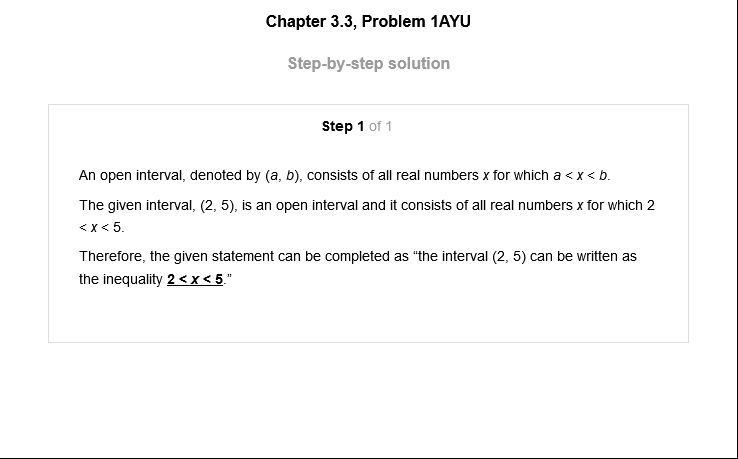 Chapter 3.3, Problem 1AYU
Step-by-step solution
Step 1 of 1
An open interval, denoted by (a, b), consists of all real numbers x for which a < x < b.
The given interval, (2, 5), is an open interval and it consists of all real numbers x for which 2
< x < 5.
Therefore, the given statement can be completed as “the interval (2, 5) can be written as
the inequality 2 < x < 5.”